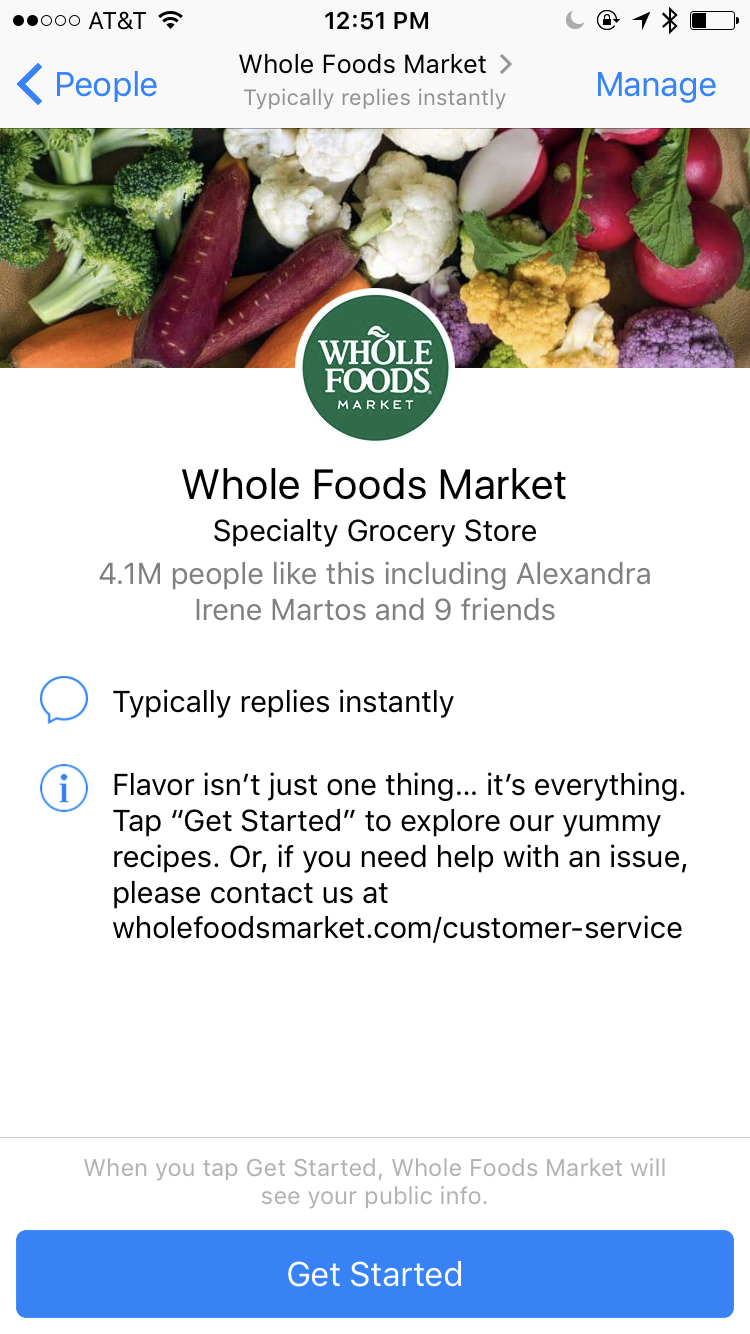 AT&T 12:51 PM
People
Whole Foods Market
Typically replies instantly
Manage
WHOLE
FOODS
MARKET
Whole Foods Market
Specialty Grocery Store
4.1M people like this including Alexandra
Irene Martos and 9 friends
Typically replies instantly
Flavor isn’t just one thing... it’s everything.
Tap “Get Started” to explore our yummy
recipes. Or, if you need help with an issue,
please contact us at
wholefoodsmarket.com/customer-service
When you tap Get Started, Whole Foods Market will
see your public info.
Get Started